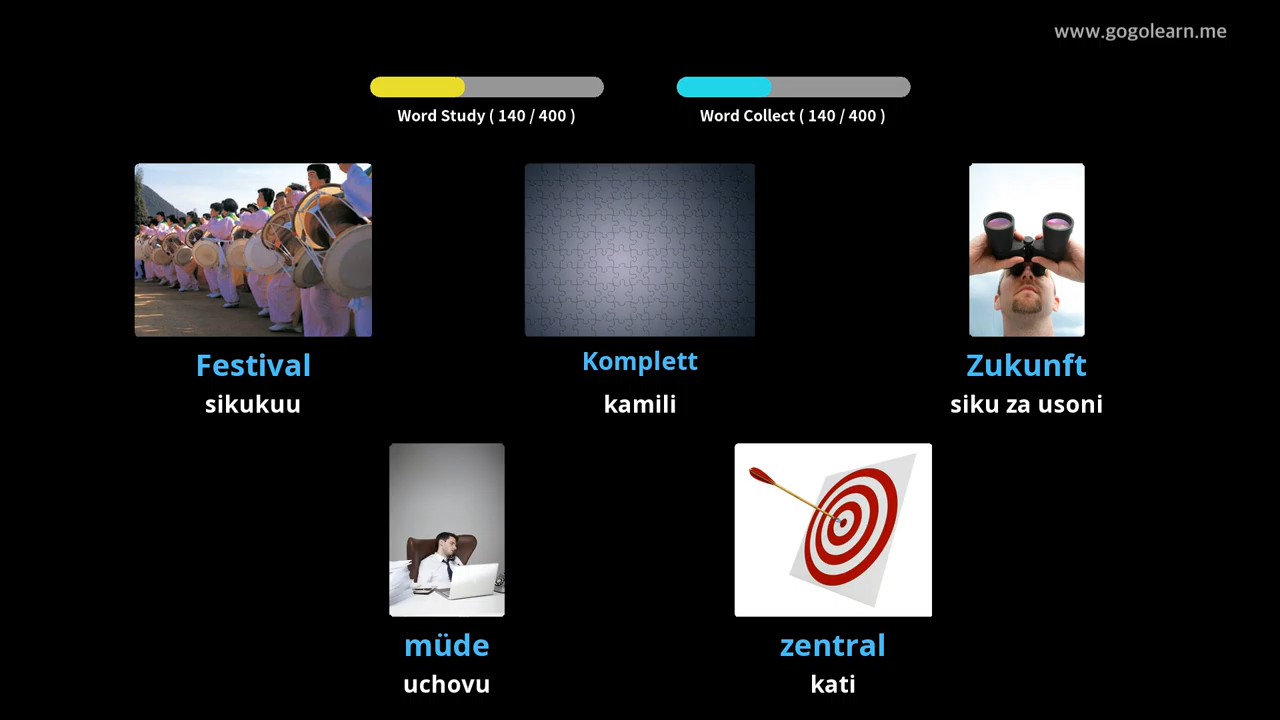 www.gogolearn.me
Word Study ( 140 / 400 )
Word Collect ( 140 / 400 )
Festival
sikukuu
Komplett
kamili
Zukunft
siku za usoni
müde
uchovu
zentral
kati